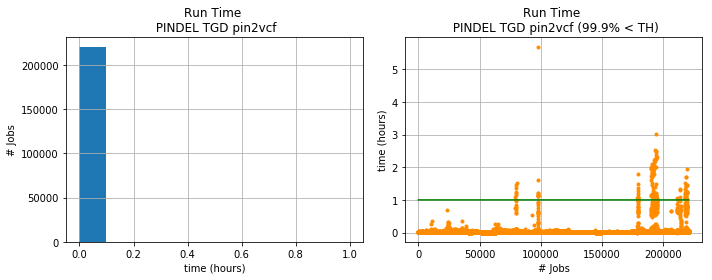 Run Time
PINDEL TGD pin2vcf
# Jobs
200000
150000
100000
50000
0
0.0 0.2 0.4 0.6 0.8 1.0
time (hours)
Run Time
PINDEL TGD pin2vcf (99.9% < TH)
time (hours)
5
4
3
2
1
0
0 50000 100000 150000 200000
# Jobs